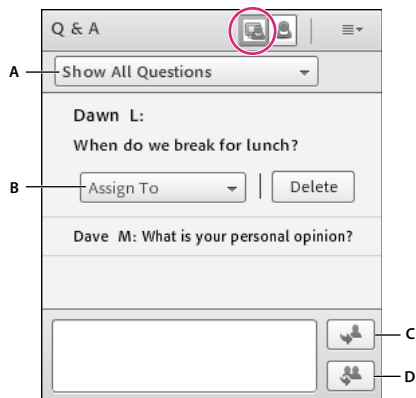 Q & A
A
Show All Questions
Dawn L:
When do we break for lunch?
B
Assign To
Delete
Dave M: What is your personal opinion?
C
D